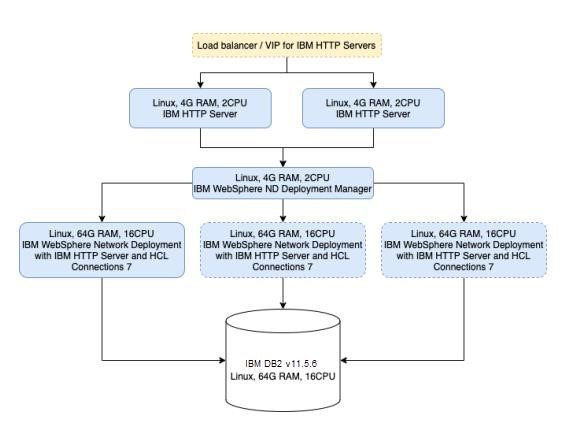 Load balancer / VIP for IBM HTTP Servers
Linux, 4G RAM, 2CPU
IBM HTTP Server
Linux, 4G RAM, 2CPU
IBM HTTP Server
Linux, 4G RAM, 2CPU
IBM WebSphere ND Deployment Manager
Linux, 64G RAM, 16CPU
IBM WebSphere Network Deployment
with IBM HTTP Server and HCL
Connections 7
Linux, 64G RAM, 16CPU
IBM WebSphere Network Deployment
with IBM HTTP Server and HCL
Connections 7
Linux, 64G RAM, 16CPU
IBM WebSphere Network Deployment
with IBM HTTP Server and HCL
Connections 7
IBM DB2 v11.5.6
Linux, 64G RAM, 16CPU